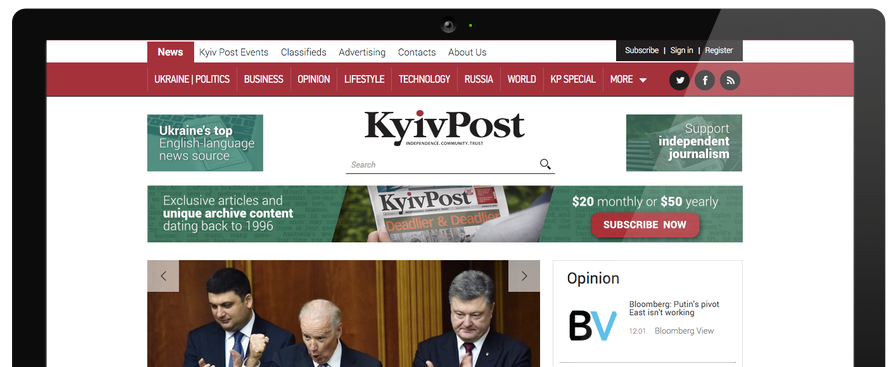 News Kyiv Post Events Classifieds Advertising Contacts About Us
Subscribe | Sign in | Register
UKRAINE | POLITICS BUSINESS OPINION LIFESTYLE TECHNOLOGY RUSSIA WORLD KP SPECIAL MORE
Ukraine's top
English-language
news source
KyivPost
INDEPENDENCE. COMMUNITY. TRUST
Search
Support
independent
journalism
Exclusive articles and
unique archive content
dating back to 1996
KyivPost
Deadlier & Deadlier
$20 monthly or $50 yearly
SUBSCRIBE NOW
Opinion
BV
Bloomberg: Putin's pivot
East isn't working
12:01 Bloomberg View